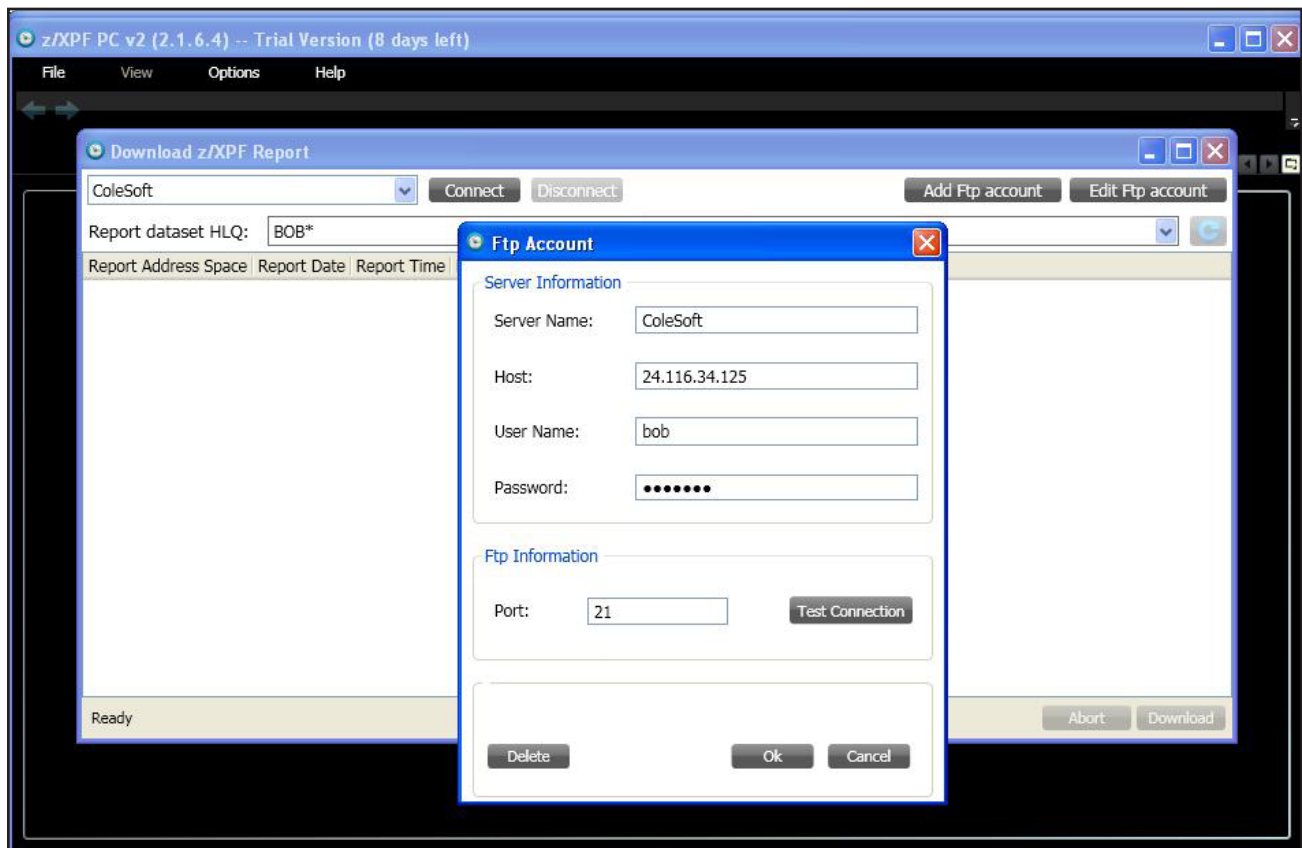 z/XPF PC v2 (2.1.6.4) -- Trial Version (8 days left)
File View Options Help
Download z/XPF Report
ColeSoft Connect Disconnect Add Ftp account Edit Ftp account
Report dataset HLQ: BOB*
Report Address Space Report Date Report Time
Ftp Account
Server Information
Server Name: ColeSoft
Host: 24.116.34.125
User Name: bob
Password: •••••••
Ftp Information
Port: 21 Test Connection
Delete Ok Cancel
Ready Abort Download